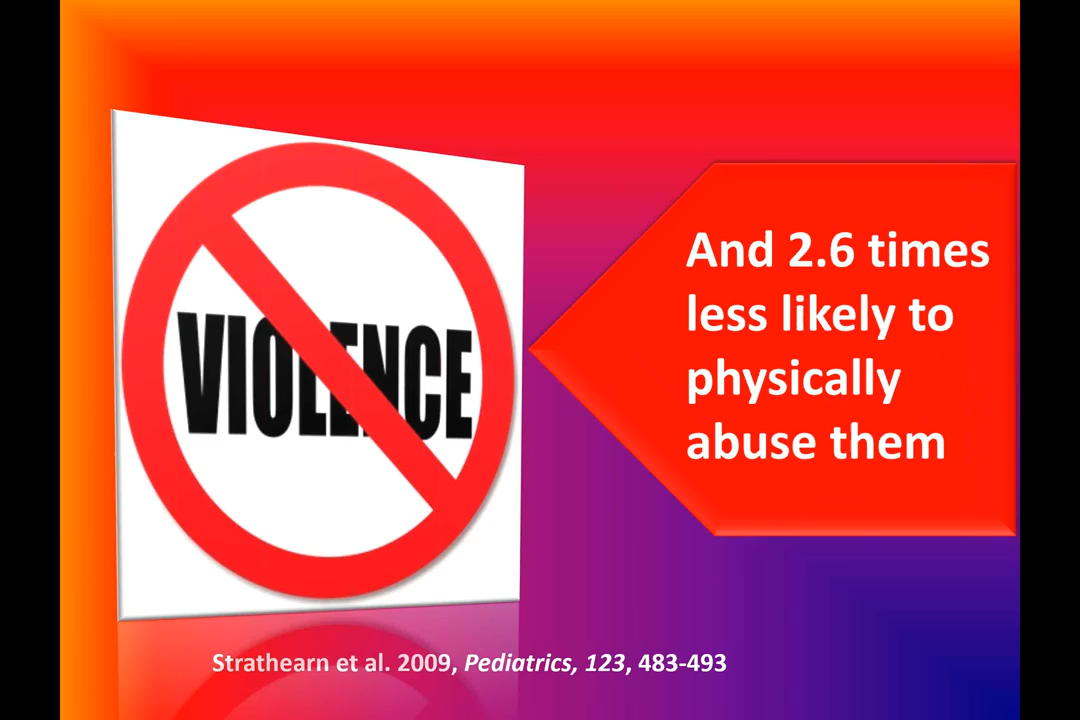 VIOLENCE
And 2.6 times
less likely to
physically
abuse them
Strathearn et al. 2009, Pediatrics, 123, 483-493